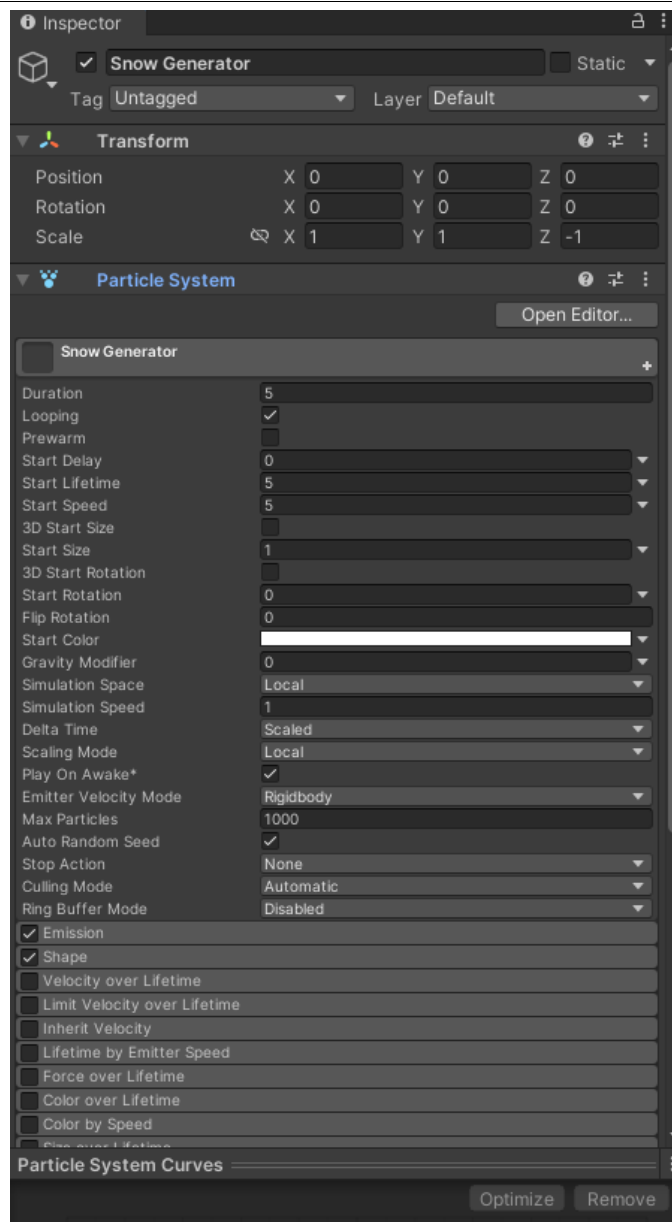 Inspector
Snow Generator Static
Tag Untagged Layer Default
Transform
Position X 0 Y 0 Z 0
Rotation X 0 Y 0 Z 0
Scale X 1 Y 1 Z -1
Particle System
Open Editor...
Snow Generator
Duration 5
Looping
Prewarm
Start Delay 0
Start Lifetime 5
Start Speed 5
3D Start Size
Start Size 1
3D Start Rotation
Start Rotation 0
Flip Rotation 0
Start Color
Gravity Modifier 0
Simulation Space Local
Simulation Speed 1
Delta Time Scaled
Scaling Mode Local
Play On Awake*
Emitter Velocity Mode Rigidbody
Max Particles 1000
Auto Random Seed
Stop Action None
Culling Mode Automatic
Ring Buffer Mode Disabled
Emission
Shape
Velocity over Lifetime
Limit Velocity over Lifetime
Inherit Velocity
Lifetime by Emitter Speed
Force over Lifetime
Color over Lifetime
Color by Speed
Size over Lifetime
Particle System Curves
Optimize Remove